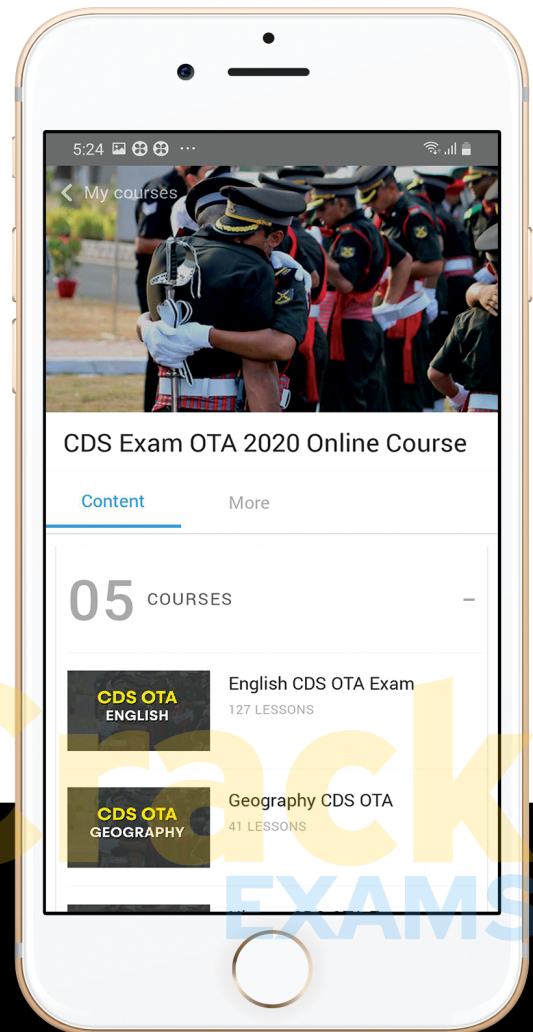 5:24
My courses
CDS Exam OTA 2020 Online Course
Content
More
05 COURSES
CDS OTA
ENGLISH
English CDS OTA Exam
127 LESSONS
CDS OTA
GEOGRAPHY
Geography CDS OTA
41 LESSONS
Crack
EXAMS